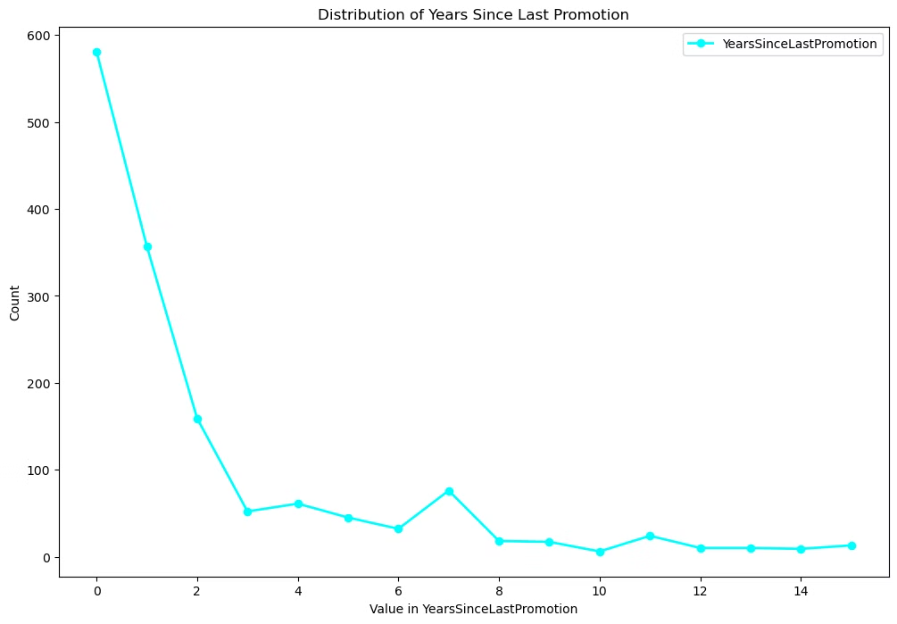 Distribution of Years Since Last Promotion
YearsSinceLastPromotion
600
500
400
300
200
100
0
Count
0 2 4 6 8 10 12 14
Value in YearsSinceLastPromotion